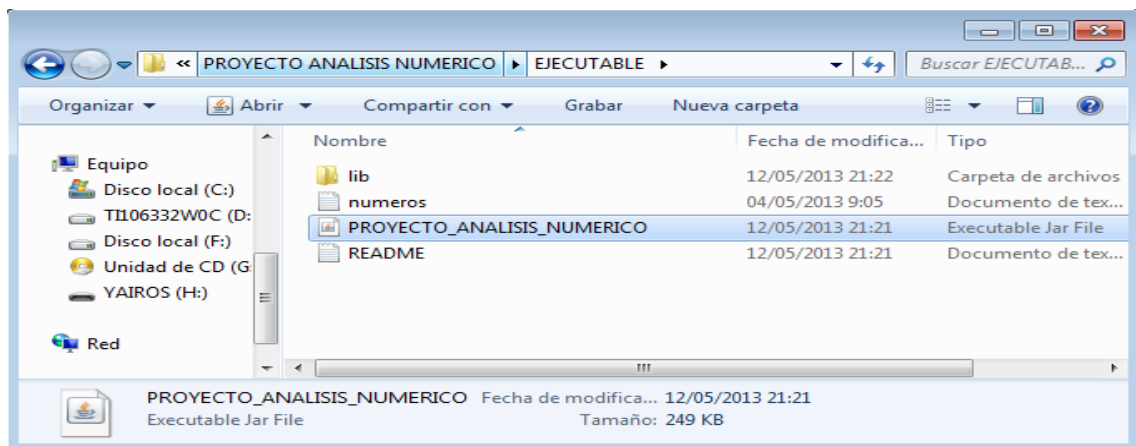 « PROYECTO ANALISIS NUMERICO EJECUTABLE Buscar EJECUTAB...
Organizar Abrir Compartir con Grabar Nueva carpeta
Nombre Fecha de modifica... Tipo
Equipo
Disco local (C:)
TI106332W0C (D:
Disco local (F:)
Unidad de CD (G:
YAIROS (H:)
Red
lib 12/05/2013 21:22 Carpeta de archivos
numeros 04/05/2013 9:05 Documento de tex...
PROYECTO_ANALISIS_NUMERICO 12/05/2013 21:21 Executable Jar File
README 12/05/2013 21:21 Documento de tex...
PROYECTO_ANALISIS_NUMERICO Fecha de modifica... 12/05/2013 21:21
Executable Jar File Tamaño: 249 KB